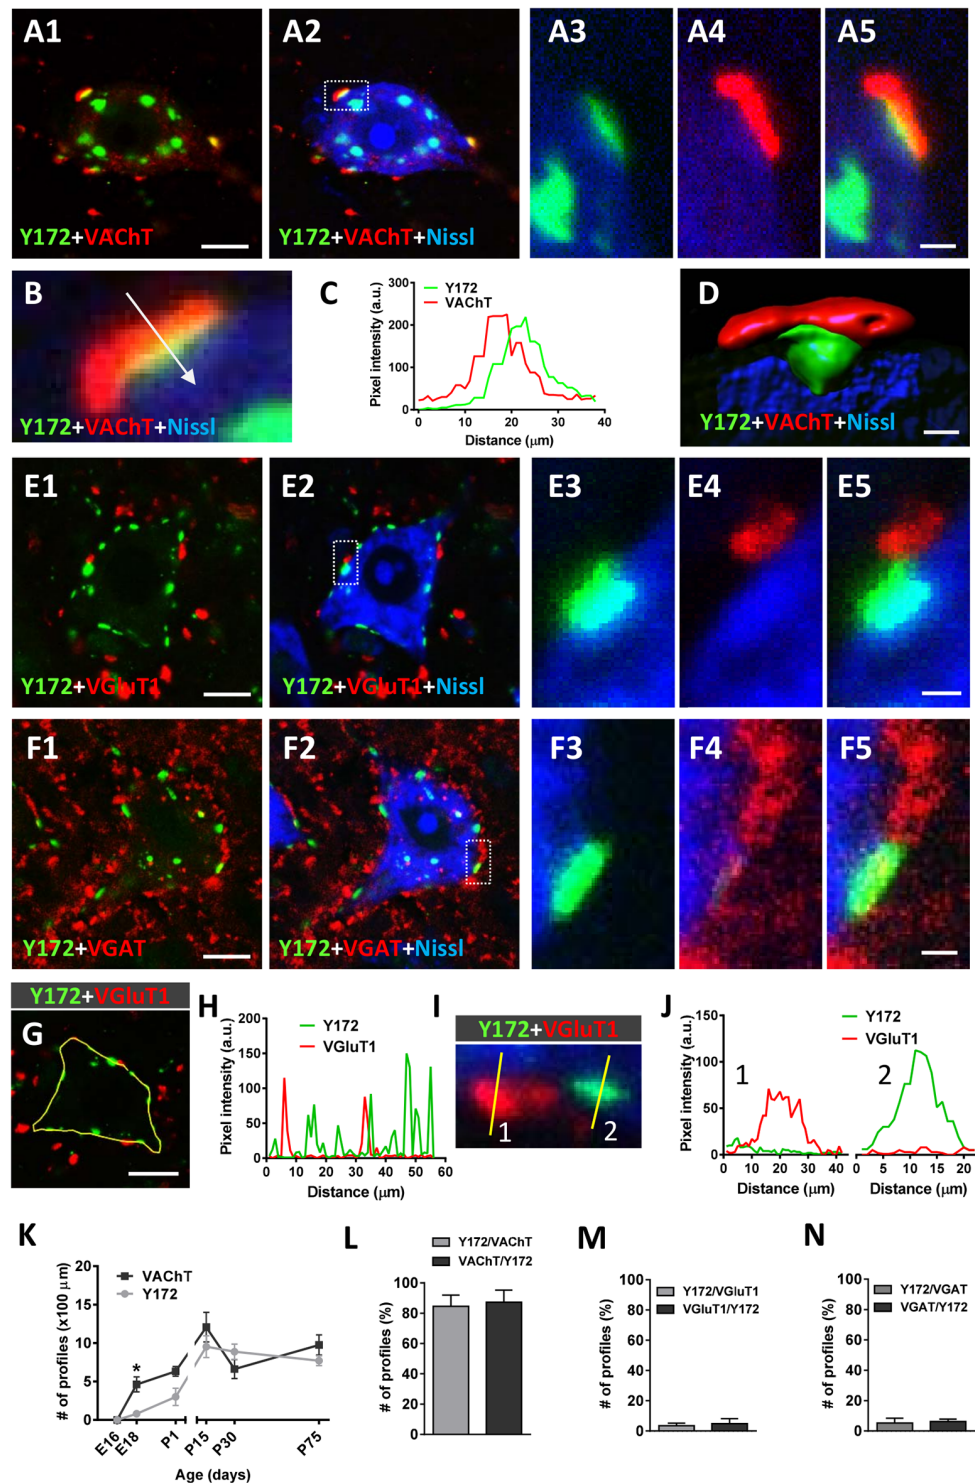 A1
A2
A3
A4
A5
Y172+VAChT
Y172+VAChT+Nissl
B
Y172+VAChT+Nissl
C
Y172
VAChT
Pixel intensity (a.u.)
300
200
100
0
0 10 20 30 40
Distance (μm)
D
Y172+VAChT+Nissl
E1
E2
E3
E4
E5
Y172+VGluT1
Y172+VGluT1+Nissl
F1
F2
F3
F4
F5
Y172+VGAT
Y172+VGAT+Nissl
Y172+VGluT1
G
H
Y172
VGluT1
Pixel intensity (a.u.)
200
150
100
50
0
0 10 20 30 40 50 60
Distance (μm)
I
Y172+VGluT1
1
2
J
Y172
VGluT1
Pixel intensity (a.u.)
150
100
50
0
1
2
0 10 20 30 40
0 10 20
Distance (μm)
K
VAChT
Y172
# of profiles (x100 μm)
20
15
10
5
0
*
E16 E18 P1 P15 P30 P75
Age (days)
L
Y172/VAChT
VAChT/Y172
# of profiles (%)
100
80
60
40
20
0
M
Y172/VGluT1
VGluT1/Y172
# of profiles (%)
100
80
60
40
20
0
N
Y172/VGAT
VGAT/Y172
# of profiles (%)
100
80
60
40
20
0